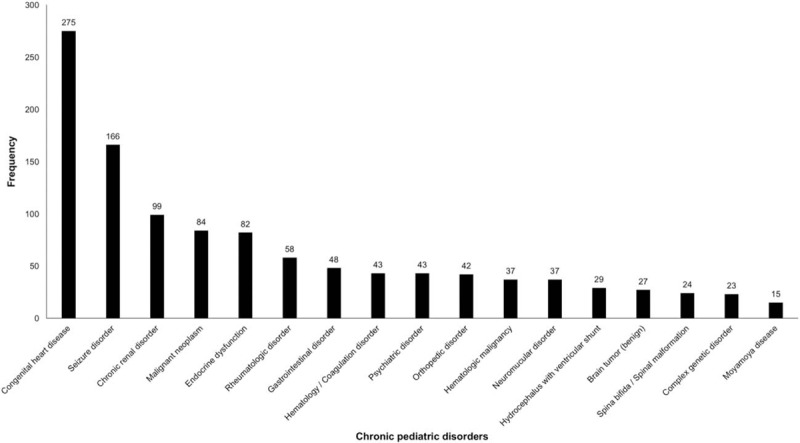 300
250
200
150
100
50
0
Frequency
275
166
99
84
82
58
48
43
43
42
37
37
29
27
24
23
15
Congenital heart disease
Seizure disorder
Chronic renal disorder
Malignant neoplasm
Endocrine dysfunction
Rheumatologic disorder
Gastrointestinal disorder
Hematology / Coagulation disorder
Psychiatric disorder
Orthopedic disorder
Hematologic malignancy
Neuromucular disorder
Hydrocephalus with ventricular shunt
Brain tumor (benign)
Spina bifida / Spinal malformation
Complex genetic disorder
Moyamoya disease
Chronic pediatric disorders